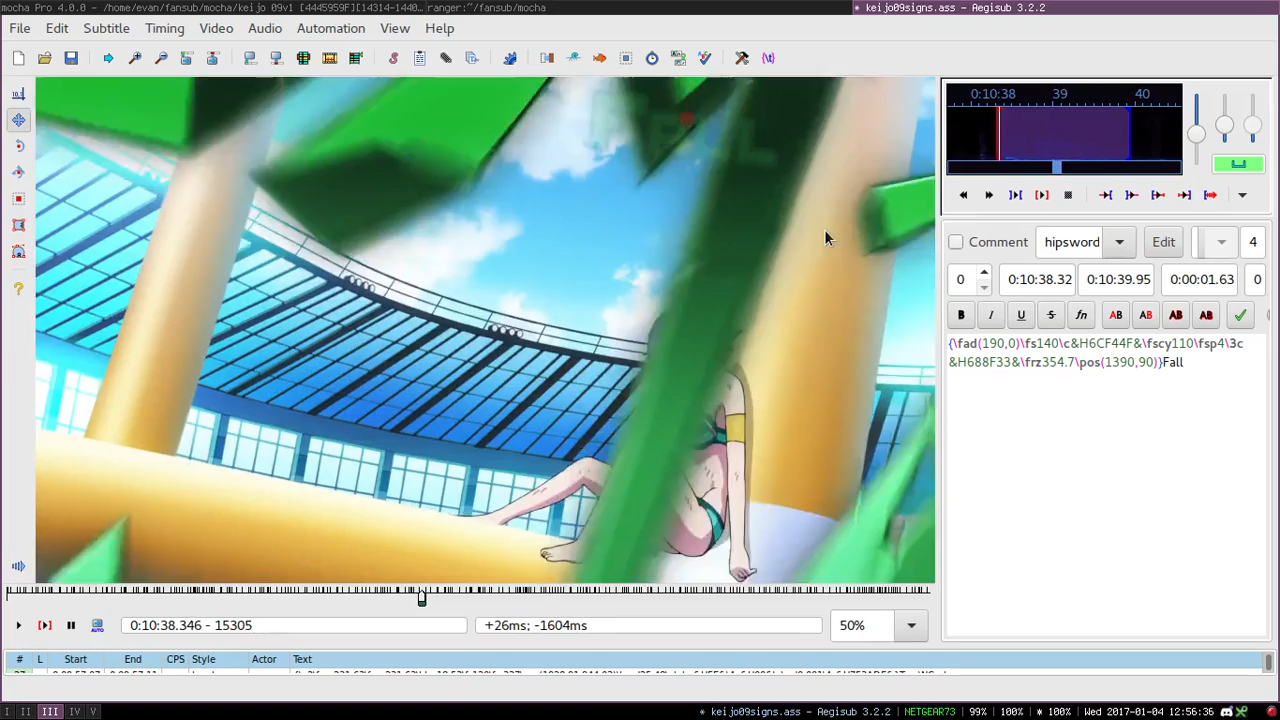 mocha Pro 4.0.0 - /home/evan/fansub/mocha/keijo 09v1 [4445959F][14314-1440...
ranger:~/fansub/mocha
* keijo09signs.ass - Aegisub 3.2.2
File Edit Subtitle Timing Video Audio Automation View Help
0:10:38 39 40
Comment hipsword Edit 4
0 0:10:38.32 0:10:39.95 0:00:01.63 0
B I U S fn AB AB AB AB
{\fad(190,0)\fs140\c&H6CF44F&\fscy110\fsp4\3c
&H688F33&\frz354.7\pos(1390,90)}Fall
0:10:38.346 - 15305 +26ms; -1604ms 50%
# L Start End CPS Style Actor Text
I II III IV V * keijo09signs.ass - Aegisub 3.2.2 NETGEAR73 99% 100% * 100% Wed 2017-01-04 12:56:36